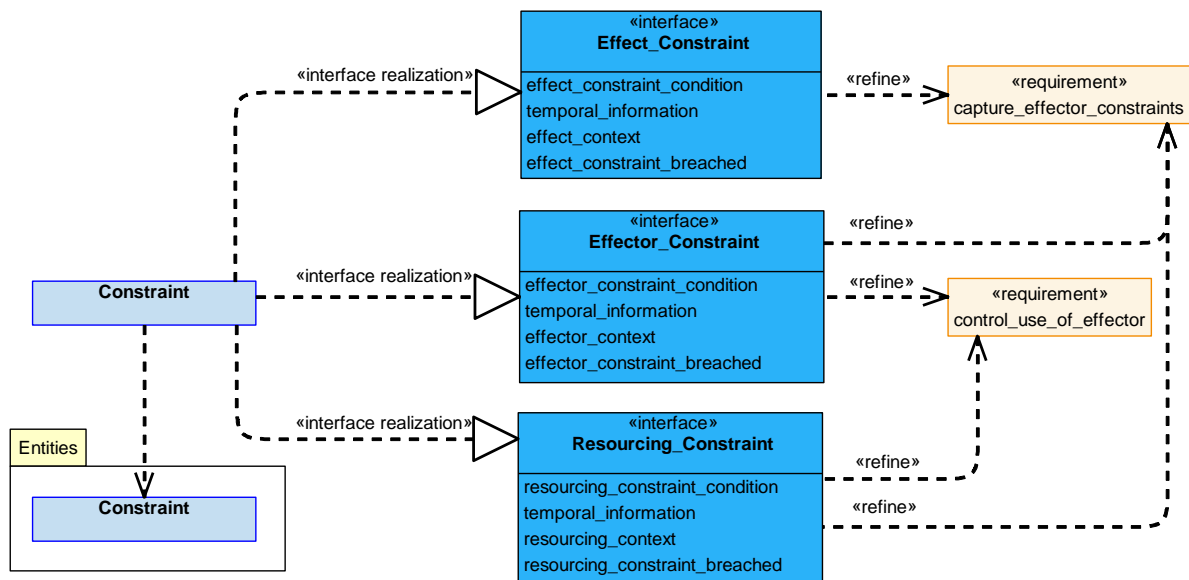 «interface»
Effect_Constraint
effect_constraint_condition
temporal_information
effect_context
effect_constraint_breached
«interface realization»
«refine»
«requirement»
capture_effector_constraints
«interface»
Effector_Constraint
effector_constraint_condition
temporal_information
effector_context
effector_constraint_breached
«interface realization»
«refine»
«refine»
«requirement»
control_use_of_effector
Constraint
«interface realization»
«interface»
Resourcing_Constraint
resourcing_constraint_condition
temporal_information
resourcing_context
resourcing_constraint_breached
«refine»
«refine»
Entities
Constraint